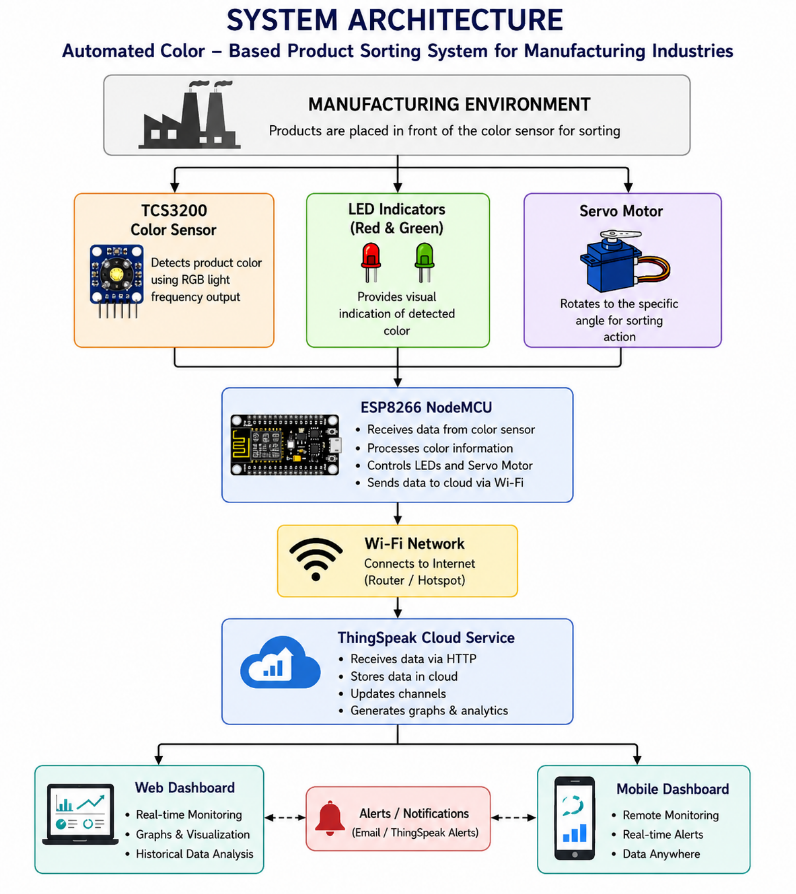 SYSTEM ARCHITECTURE
Automated Color – Based Product Sorting System for Manufacturing Industries
MANUFACTURING ENVIRONMENT
Products are placed in front of the color sensor for sorting
TCS3200
Color Sensor
Detects product color
using RGB light
frequency output
LED Indicators
(Red & Green)
Provides visual
indication of detected
color
Servo Motor
Rotates to the specific
angle for sorting
action
ESP8266 NodeMCU
• Receives data from color sensor
• Processes color information
• Controls LEDs and Servo Motor
• Sends data to cloud via Wi-Fi
Wi-Fi Network
Connects to Internet
(Router / Hotspot)
ThingSpeak Cloud Service
• Receives data via HTTP
• Stores data in cloud
• Updates channels
• Generates graphs & analytics
Web Dashboard
• Real-time Monitoring
• Graphs & Visualization
• Historical Data Analysis
Alerts / Notifications
(Email / ThingSpeak Alerts)
Mobile Dashboard
• Remote Monitoring
• Real-time Alerts
• Data Anywhere